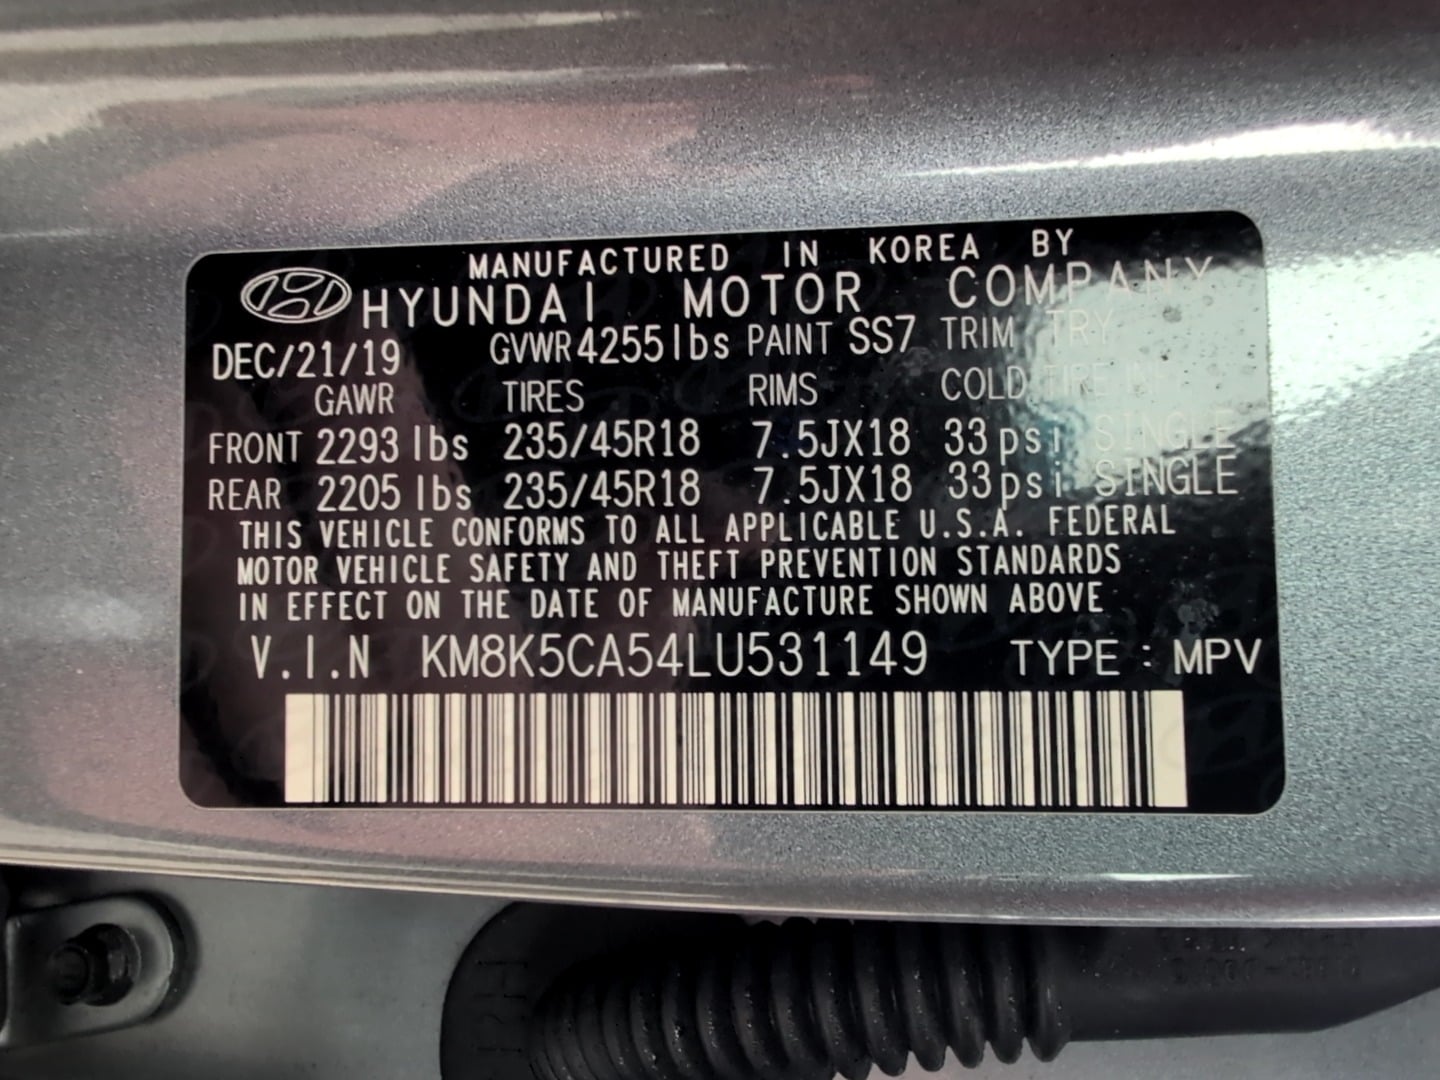 MANUFACTURED IN KOREA BY
HYUNDAI MOTOR COMPANY
DEC/21/19 GVWR 4255lbs PAINT SS7 TRIM TRY
GAWR TIRES RIMS COLD TIRE IN
FRONT 2293 lbs 235/45R18 7.5JX18 33psi SINGLE
REAR 2205 lbs 235/45R18 7.5JX18 33psi SINGLE
THIS VEHICLE CONFORMS TO ALL APPLICABLE U.S.A. FEDERAL
MOTOR VEHICLE SAFETY AND THEFT PREVENTION STANDARDS
IN EFFECT ON THE DATE OF MANUFACTURE SHOWN ABOVE
V.I.N KM8K5CA54LU531149 TYPE : MPV